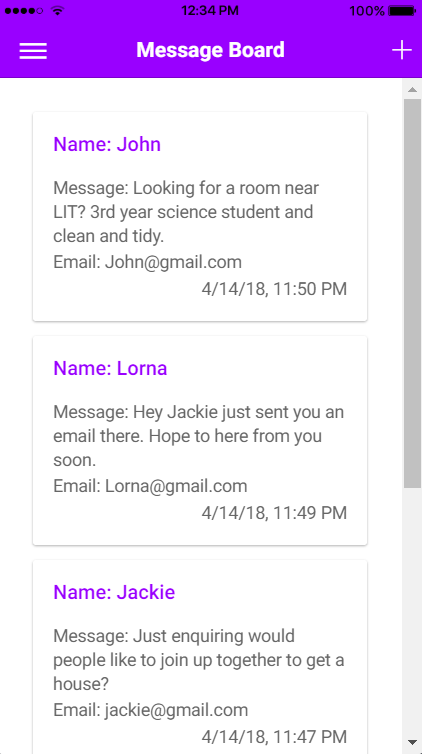 12:34 PM 100%
Message Board
Name: John
Message: Looking for a room near
LIT? 3rd year science student and
clean and tidy.
Email: John@gmail.com
4/14/18, 11:50 PM
Name: Lorna
Message: Hey Jackie just sent you an
email there. Hope to here from you
soon.
Email: Lorna@gmail.com
4/14/18, 11:49 PM
Name: Jackie
Message: Just enquiring would
people like to join up together to get a
house?
Email: jackie@gmail.com
4/14/18, 11:47 PM